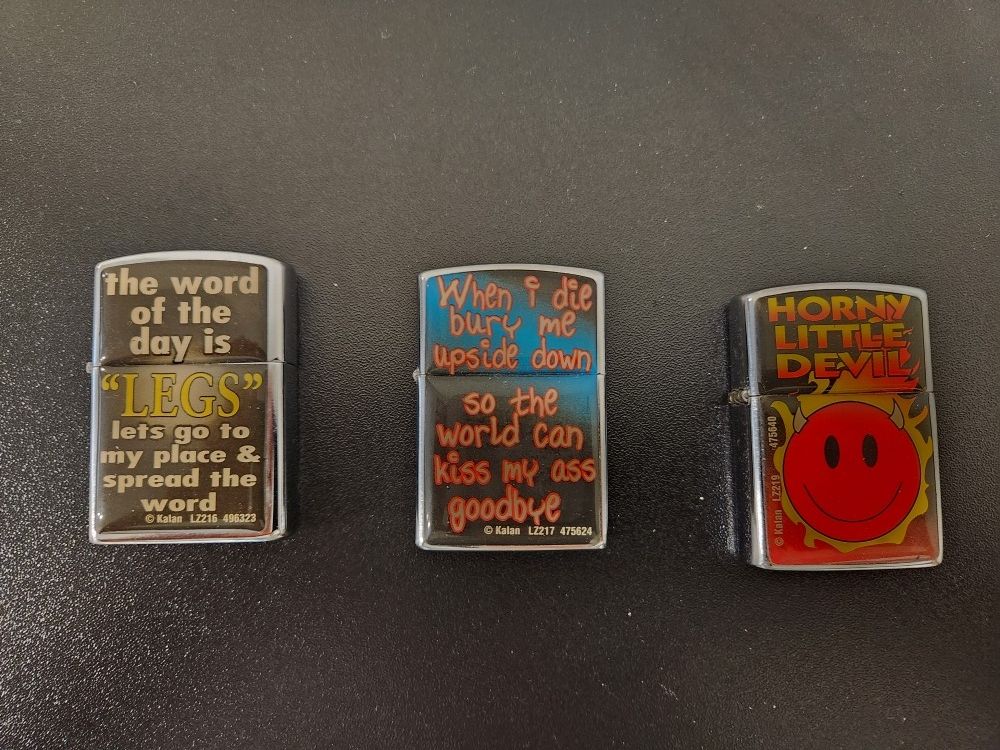 the word
of the
day is
“LEGS”
lets go to
my place &
spread the
word
© Kalan LZ216 496323
When i die
bury me
upside down
so the
world can
kiss my ass
goodbye
© Kalan LZ217 475624
HORNY
LITTLE
DEVIL
© Kalan LZ219 475640